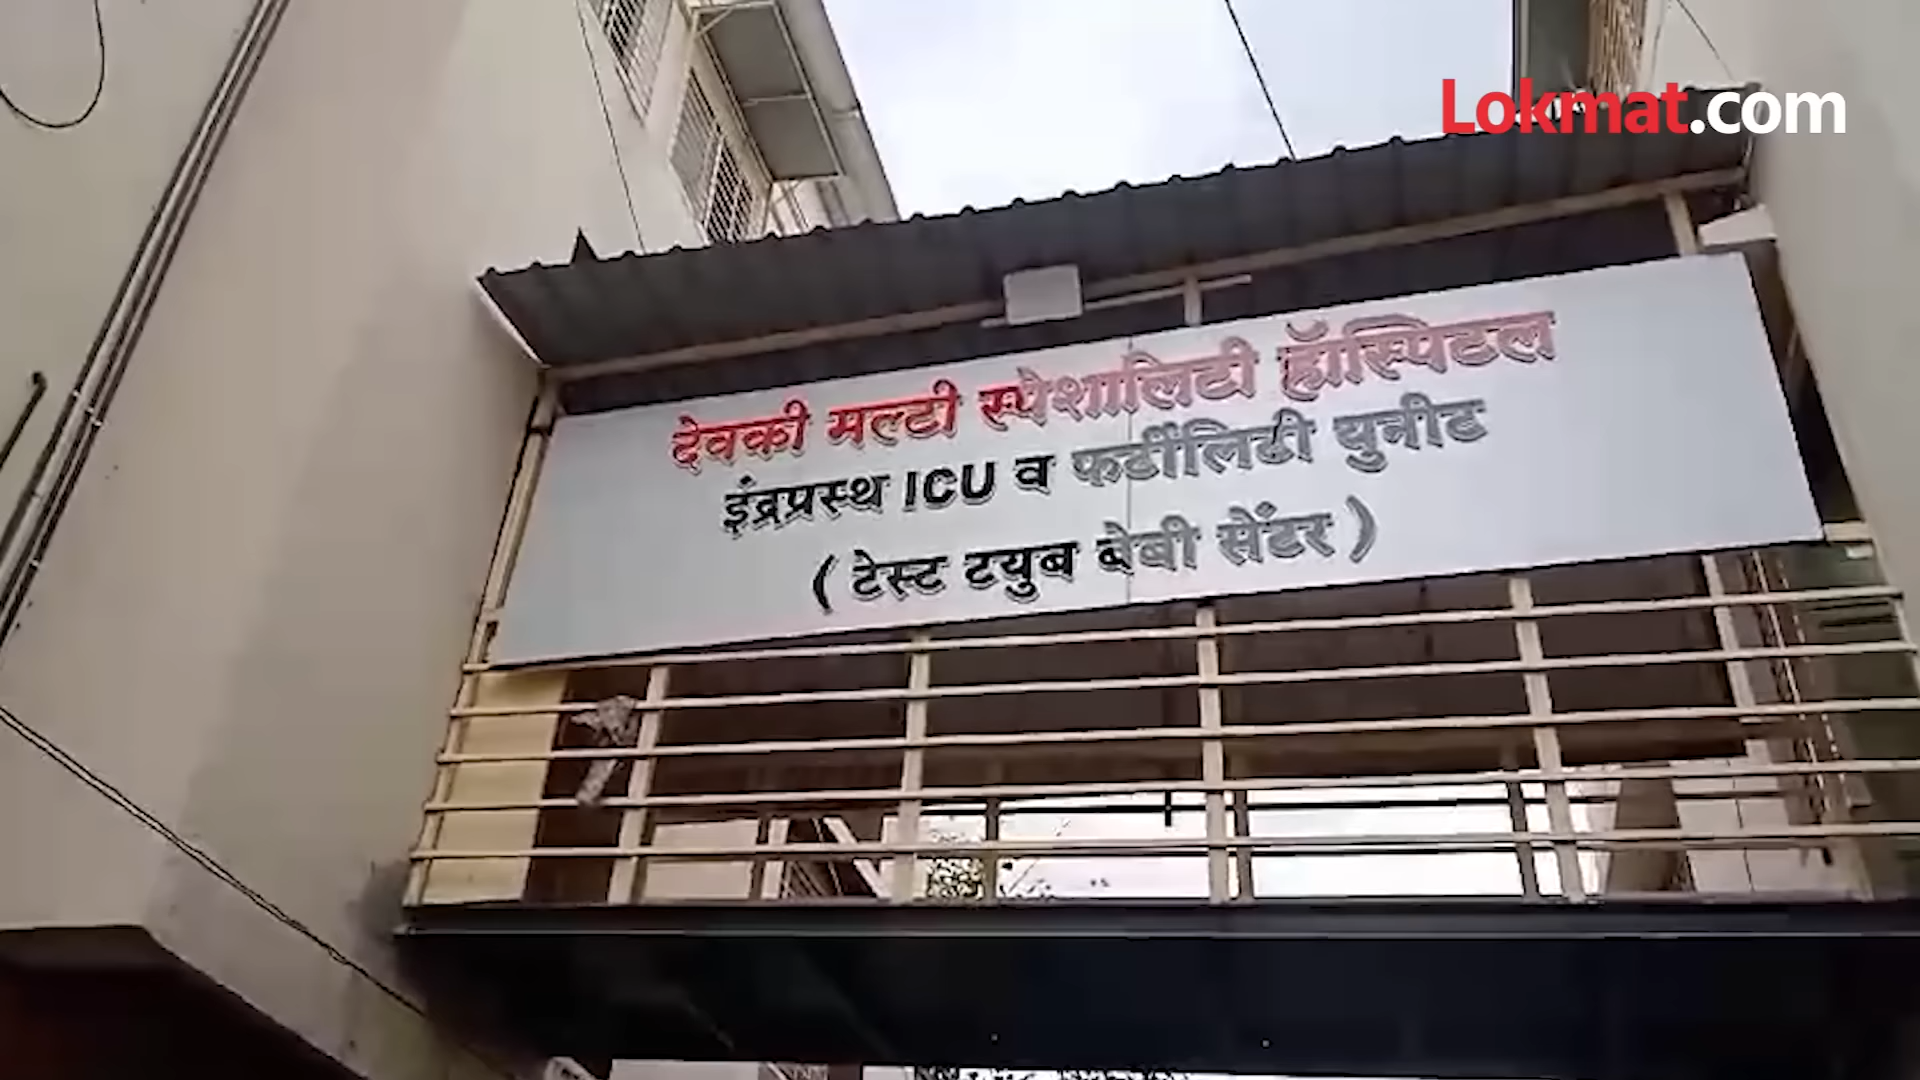 Lokmat.com
देवकी मल्टी स्पेशालिटी हॉस्पिटल
इंद्रप्रस्थ ICU व फर्टीलिटी युनीट
( टेस्ट टयुब बेबी सेंटर )